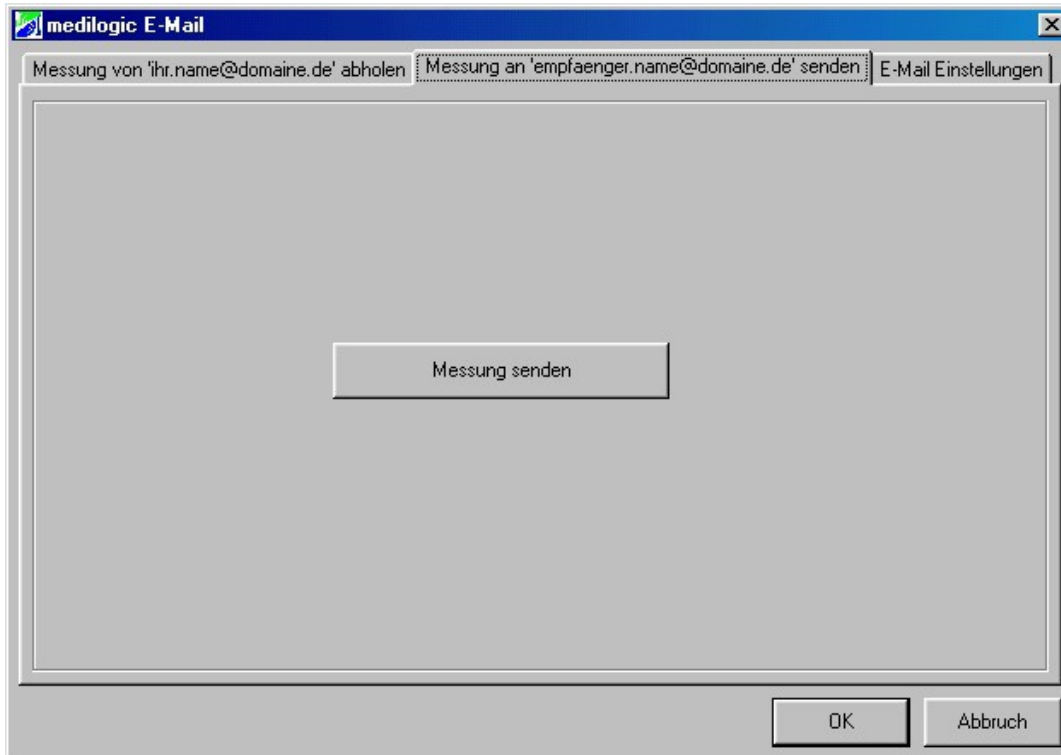 medilogic E-Mail
Messung von 'ihr.name@domaine.de' abholen
Messung an 'empfaenger.name@domaine.de' senden
E-Mail Einstellungen
Messung senden
OK
Abbruch